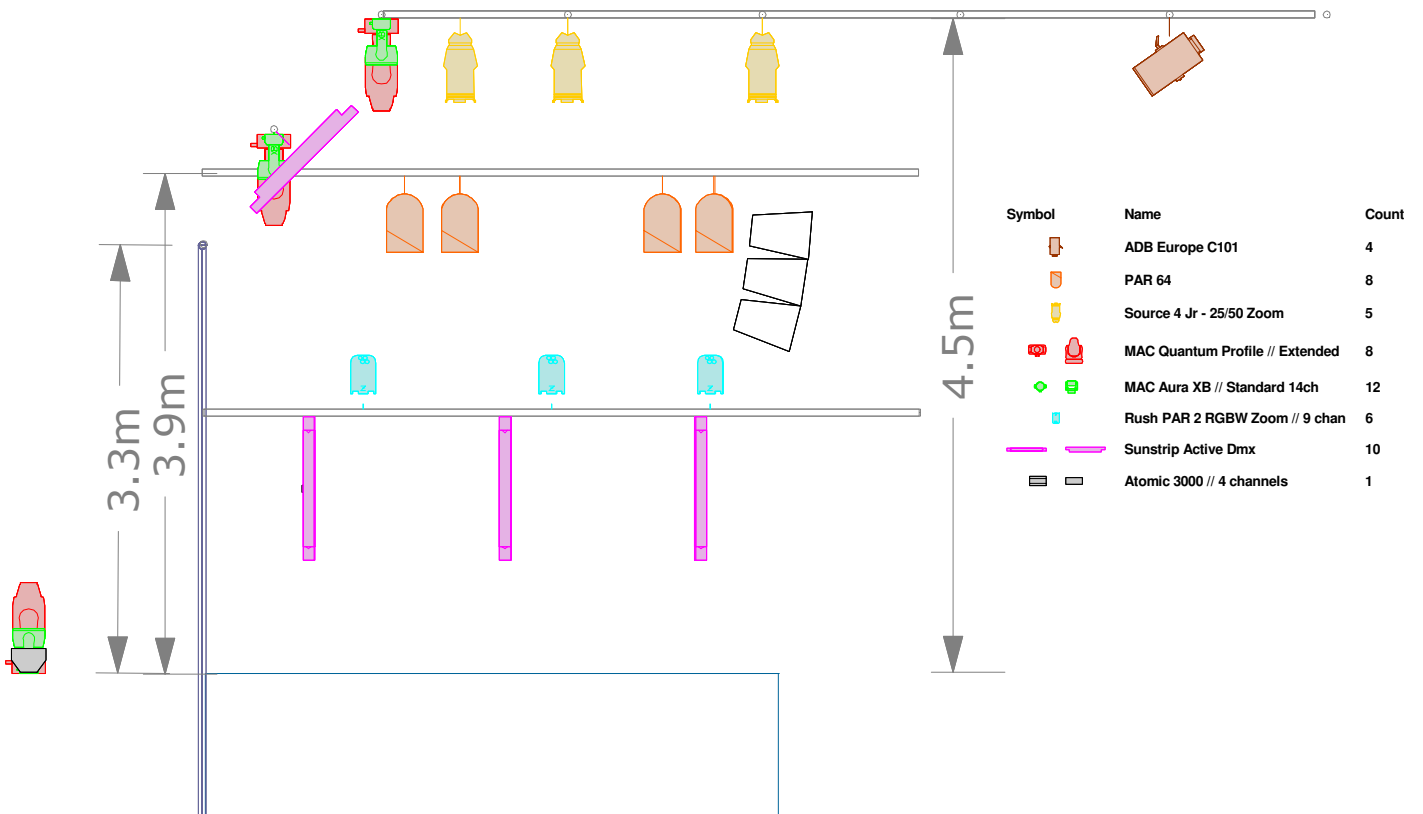 3.3m
3.9m
4.5m
Symbol Name Count
ADB Europe C101 4
PAR 64 8
Source 4 Jr - 25/50 Zoom 5
MAC Quantum Profile // Extended 8
MAC Aura XB // Standard 14ch 12
Rush PAR 2 RGBW Zoom // 9 chan 6
Sunstrip Active Dmx 10
Atomic 3000 // 4 channels 1